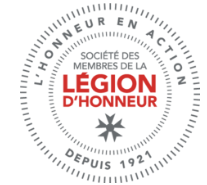 L'HONNEUR EN ACTION
SOCIÉTÉ DES
MEMBRES DE LA
LÉGION
D'HONNEUR
DEPUIS 1921